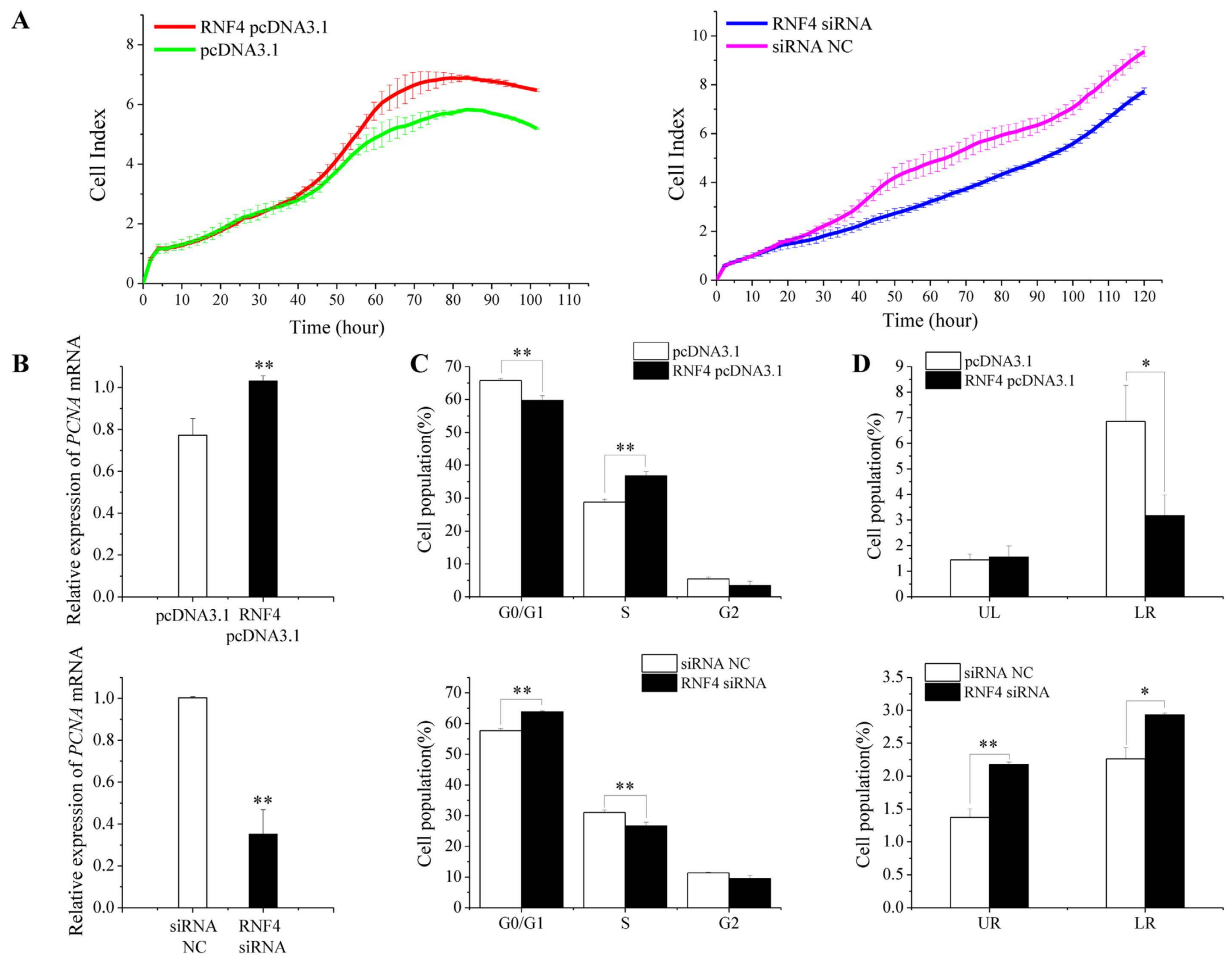 A
RNF4 pcDNA3.1
pcDNA3.1
Cell Index
8
6
4
2
0
0 10 20 30 40 50 60 70 80 90 100 110
Time (hour)
RNF4 siRNA
siRNA NC
Cell Index
10
8
6
4
2
0
0 10 20 30 40 50 60 70 80 90 100 110 120
Time (hour)
B
Relative expression of PCNA mRNA
1.0
0.8
0.6
0.4
0.2
0.0
**
pcDNA3.1 RNF4
pcDNA3.1
Relative expression of PCNA mRNA
1.0
0.8
0.6
0.4
0.2
0.0
**
siRNA RNF4
NC siRNA
C
pcDNA3.1
RNF4 pcDNA3.1
Cell population(%)
70
60
50
40
30
20
10
0
**
**
G0/G1 S G2
siRNA NC
RNF4 siRNA
Cell population(%)
70
60
50
40
30
20
10
0
**
**
G0/G1 S G2
D
pcDNA3.1
RNF4 pcDNA3.1
Cell population(%)
9
8
7
6
5
4
3
2
1
0
*
UL LR
siRNA NC
RNF4 siRNA
Cell population(%)
3.0
2.5
2.0
1.5
1.0
0.5
0.0
**
*
UR LR